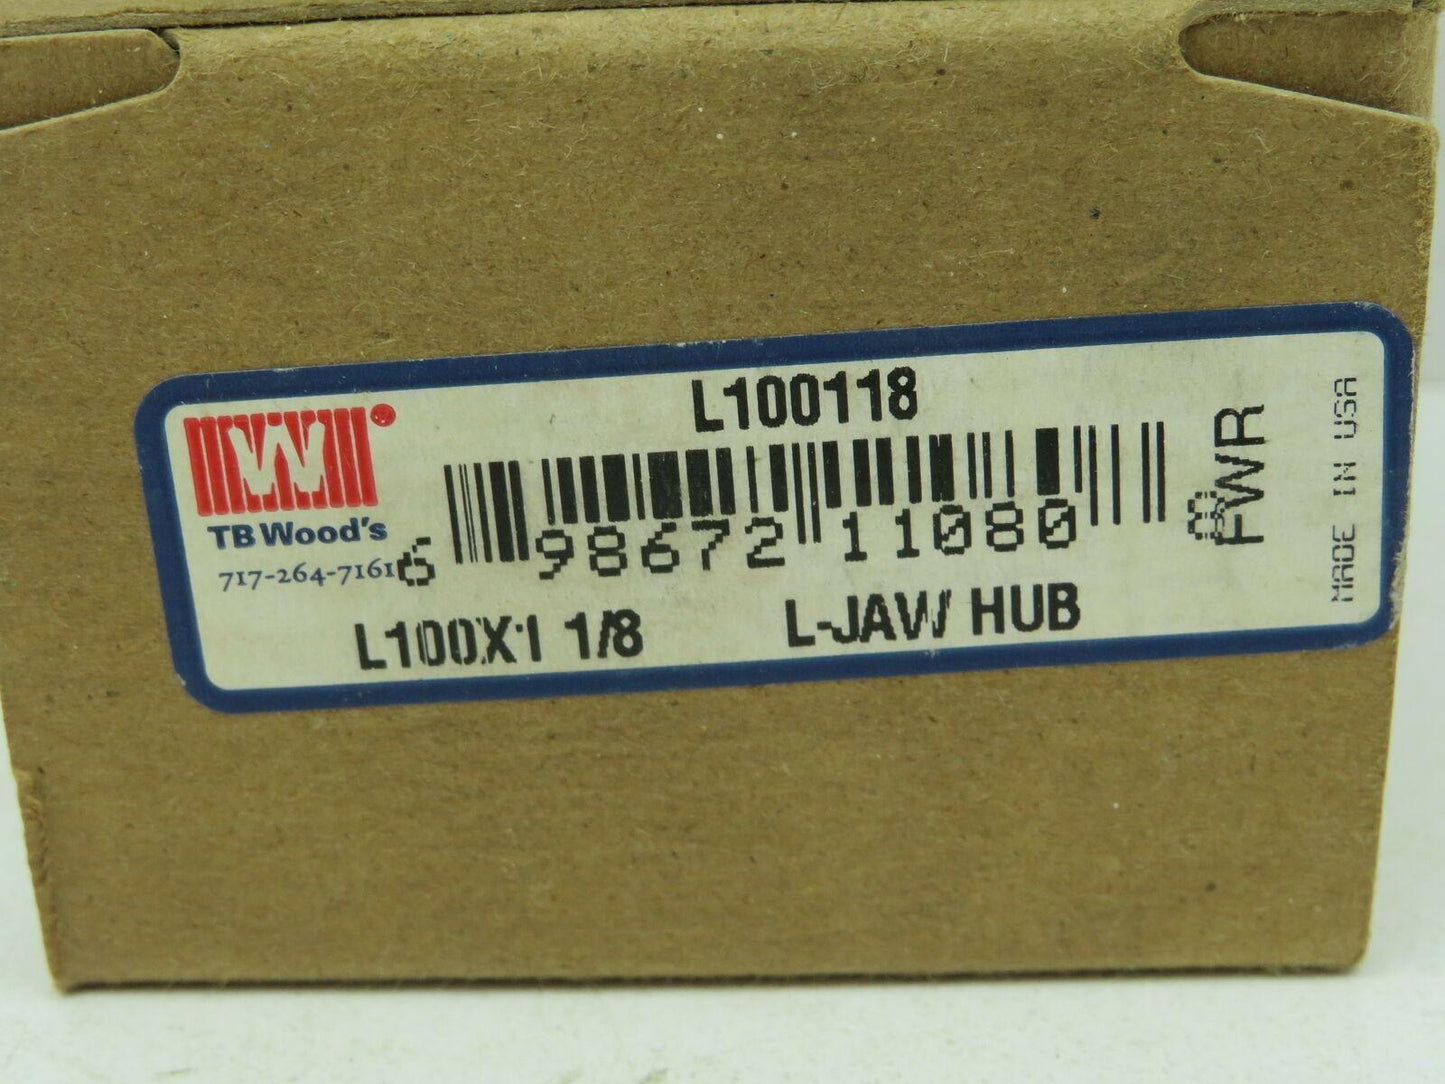 L100118
W®
TB Wood's
717-264-7161
6 98672 11080 8
L100X1 1/8 L-JAW HUB
FWR
MADE IN USA